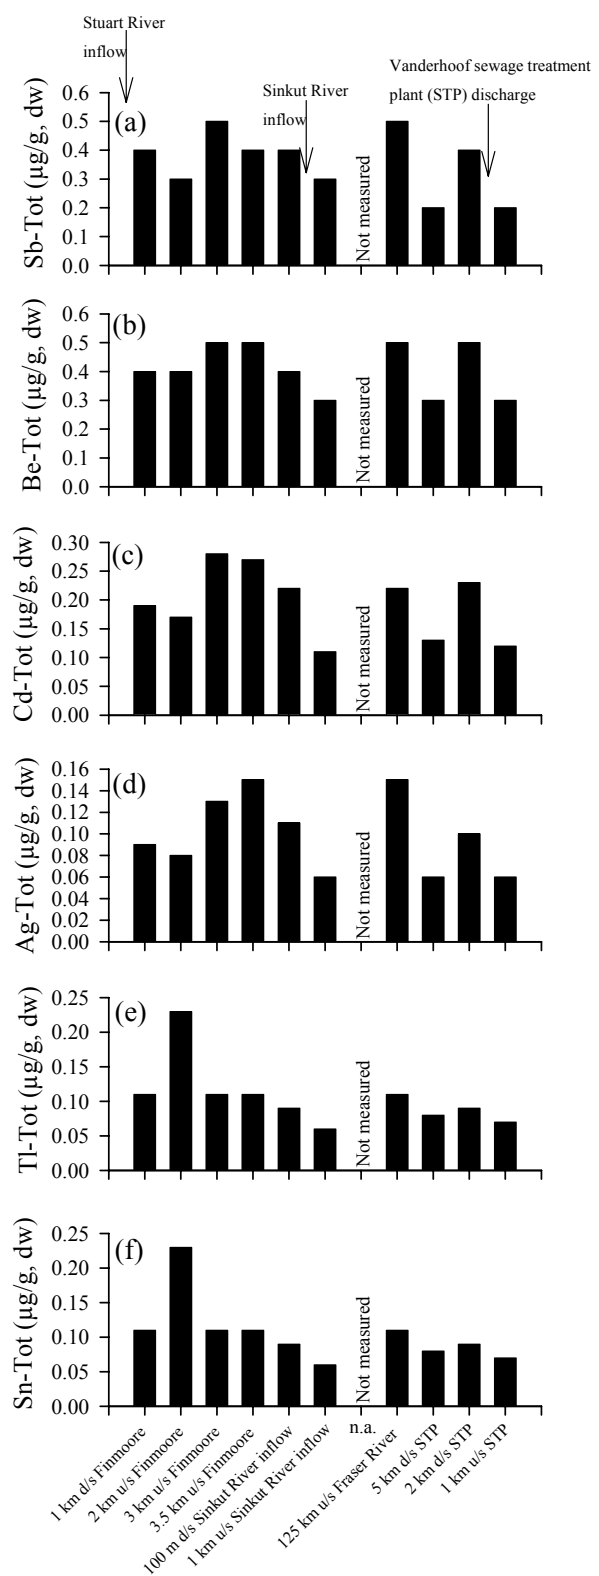 Stuart River
inflow
Sinkut River
inflow
Vanderhoof sewage treatment
plant (STP) discharge
(a)
Sb-Tot (µg/g, dw)
0.6
0.5
0.4
0.3
0.2
0.1
0.0
Not measured
(b)
Be-Tot (µg/g, dw)
0.6
0.5
0.4
0.3
0.2
0.1
0.0
Not measured
(c)
Cd-Tot (µg/g, dw)
0.30
0.25
0.20
0.15
0.10
0.05
0.00
Not measured
(d)
Ag-Tot (µg/g, dw)
0.16
0.14
0.12
0.10
0.08
0.06
0.04
0.02
0.00
Not measured
(e)
Tl-Tot (µg/g, dw)
0.25
0.20
0.15
0.10
0.05
0.00
Not measured
(f)
Sn-Tot (µg/g, dw)
0.25
0.20
0.15
0.10
0.05
0.00
Not measured
1 km d/s Finmoore
2 km u/s Finmoore
3 km u/s Finmoore
3.5 km u/s Finmoore
100 m d/s Sinkut River inflow
1 km u/s Sinkut River inflow
n.a.
125 km u/s Fraser River
5 km d/s STP
2 km d/s STP
1 km u/s STP